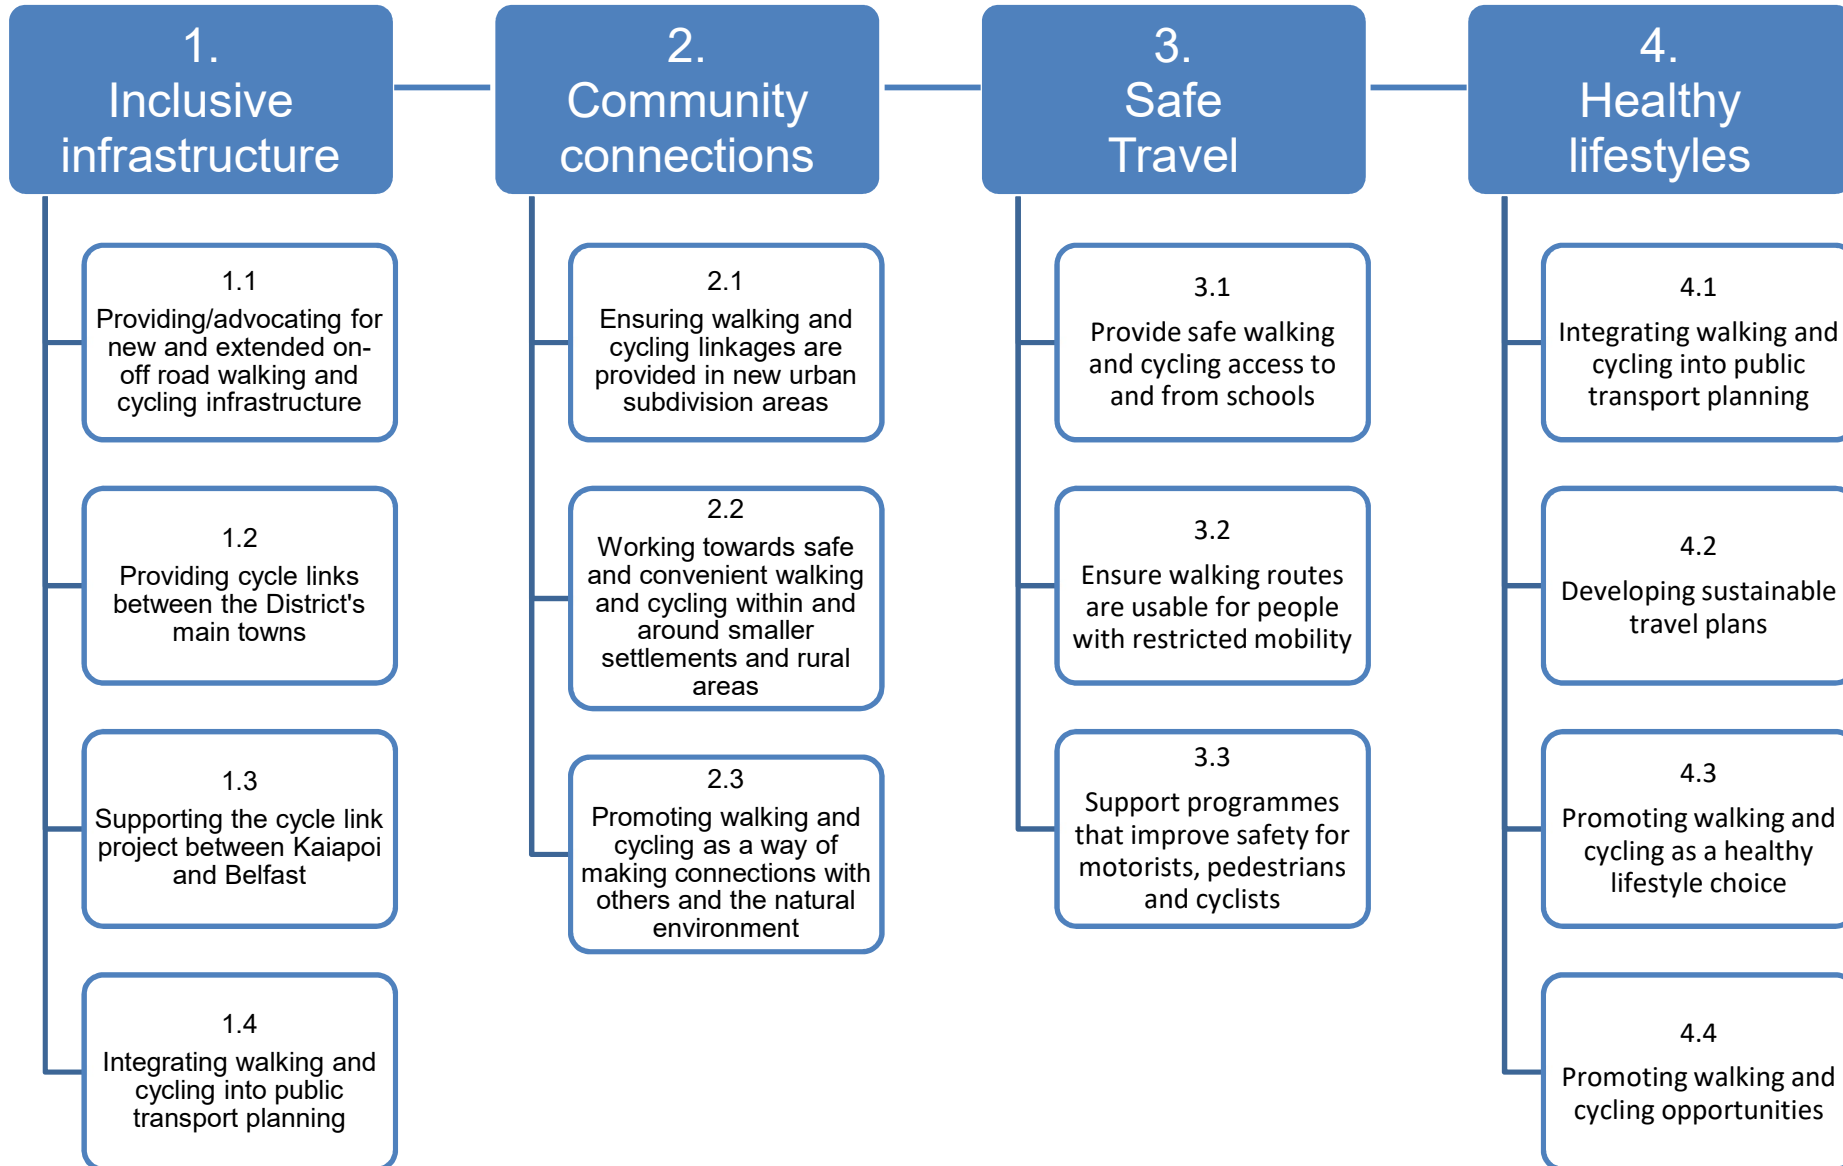 1.
Inclusive
infrastructure
1.1
Providing/advocating for
new and extended on-
off road walking and
cycling infrastructure
1.2
Providing cycle links
between the District's
main towns
1.3
Supporting the cycle link
project between Kaiapoi
and Belfast
1.4
Integrating walking and
cycling into public
transport planning
2.
Community
connections
2.1
Ensuring walking and
cycling linkages are
provided in new urban
subdivision areas
2.2
Working towards safe
and convenient walking
and cycling within and
around smaller
settlements and rural
areas
2.3
Promoting walking and
cycling as a way of
making connections with
others and the natural
environment
3.
Safe
Travel
3.1
Provide safe walking
and cycling access to
and from schools
3.2
Ensure walking routes
are usable for people
with restricted mobility
3.3
Support programmes
that improve safety for
motorists, pedestrians
and cyclists
4.
Healthy
lifestyles
4.1
Integrating walking and
cycling into public
transport planning
4.2
Developing sustainable
travel plans
4.3
Promoting walking and
cycling as a healthy
lifestyle choice
4.4
Promoting walking and
cycling opportunities